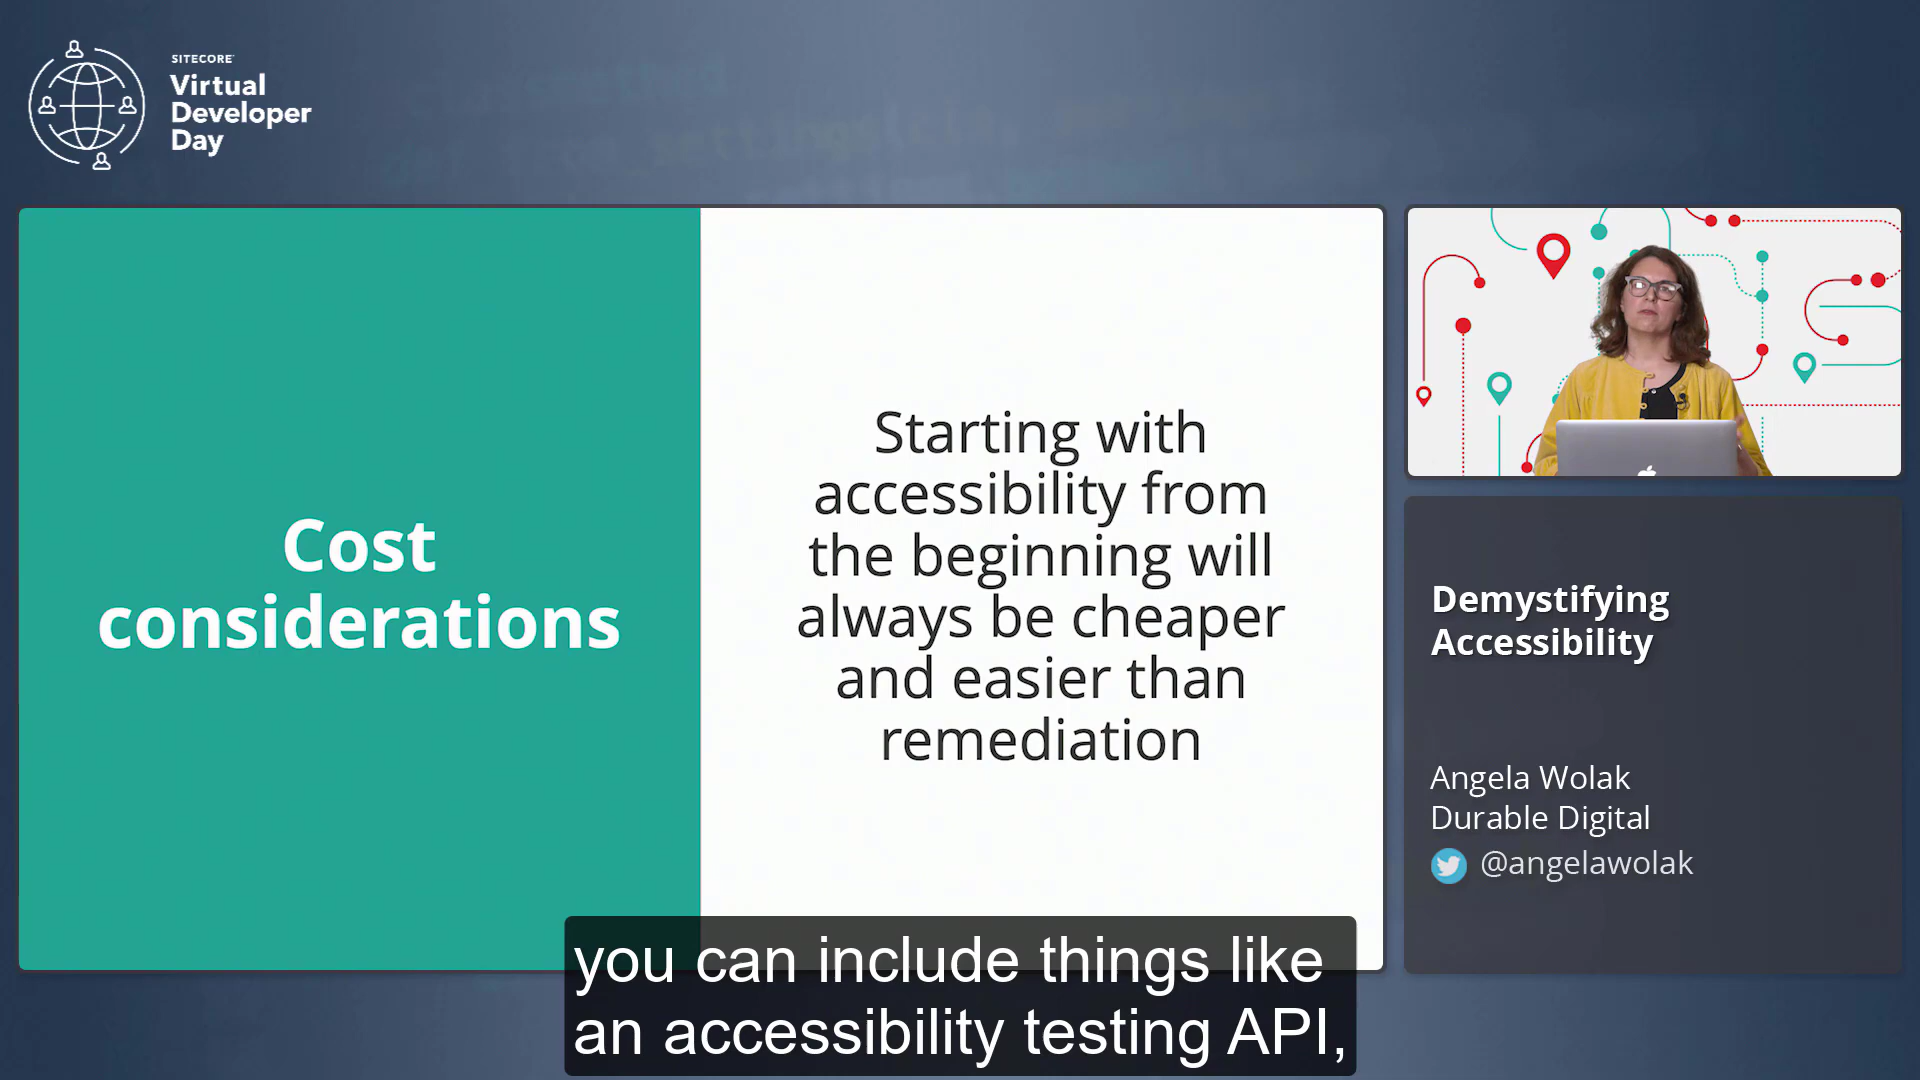 SITECORE
Virtual
Developer
Day
Cost
considerations
Starting with
accessibility from
the beginning will
always be cheaper
and easier than
remediation
Demystifying
Accessibility
Angela Wolak
Durable Digital
@angelawolak
you can include things like
an accessibility testing API,